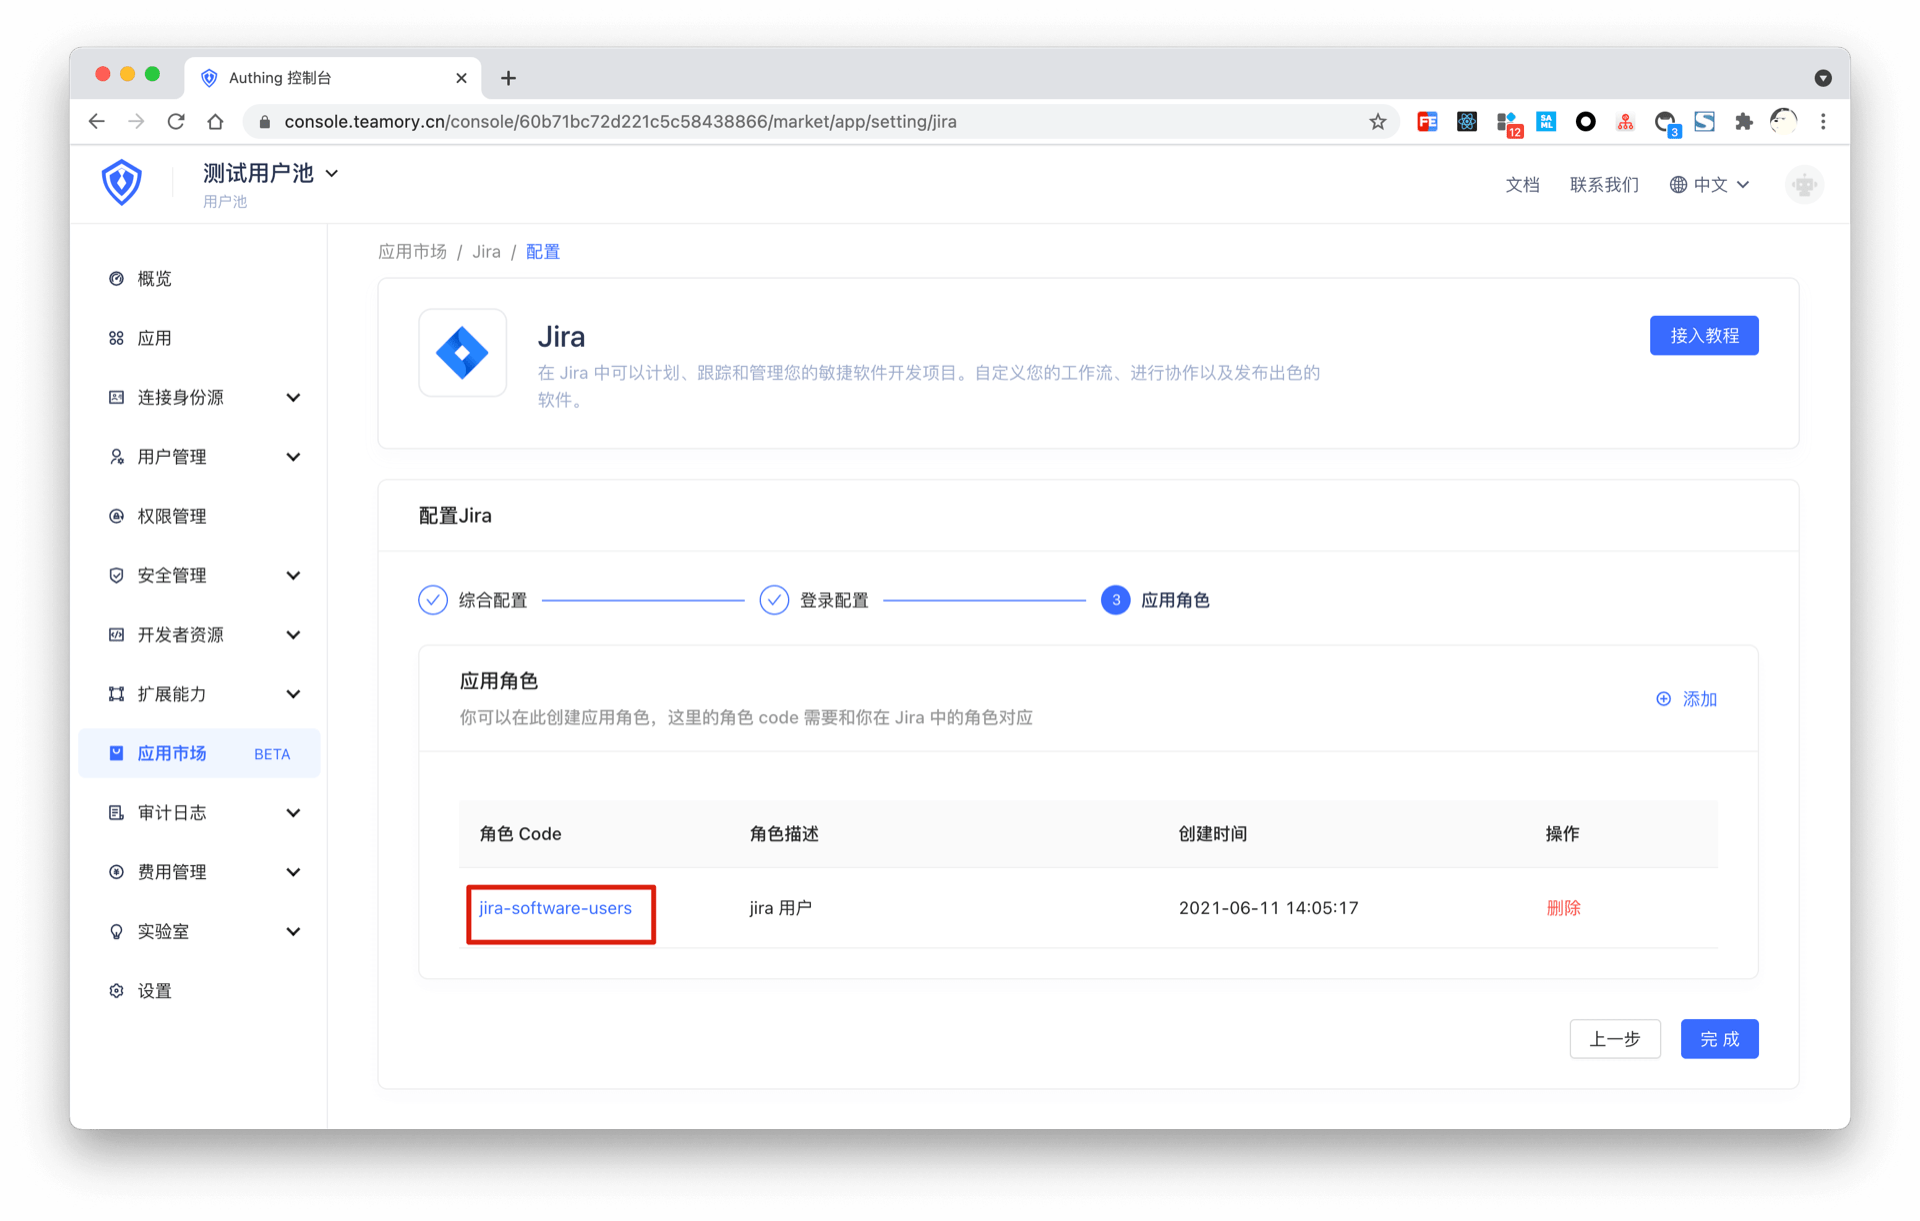 Authing 控制台
console.teamory.cn/console/60b71bc72d221c5c58438866/market/app/setting/jira
FE
12
SA
ML
3
测试用户池
用户池
文档
联系我们
中文
概览
应用
连接身份源
用户管理
权限管理
安全管理
开发者资源
扩展能力
应用市场 BETA
审计日志
费用管理
实验室
设置
应用市场 / Jira / 配置
Jira
在 Jira 中可以计划、跟踪和管理您的敏捷软件开发项目。自定义您的工作流、进行协作以及发布出色的
软件。
接入教程
配置Jira
综合配置
登录配置
3 应用角色
应用角色
你可以在此创建应用角色，这里的角色 code 需要和你在 Jira 中的角色对应
添加
角色 Code 角色描述 创建时间 操作
jira-software-users jira 用户 2021-06-11 14:05:17 删除
上一步
完 成